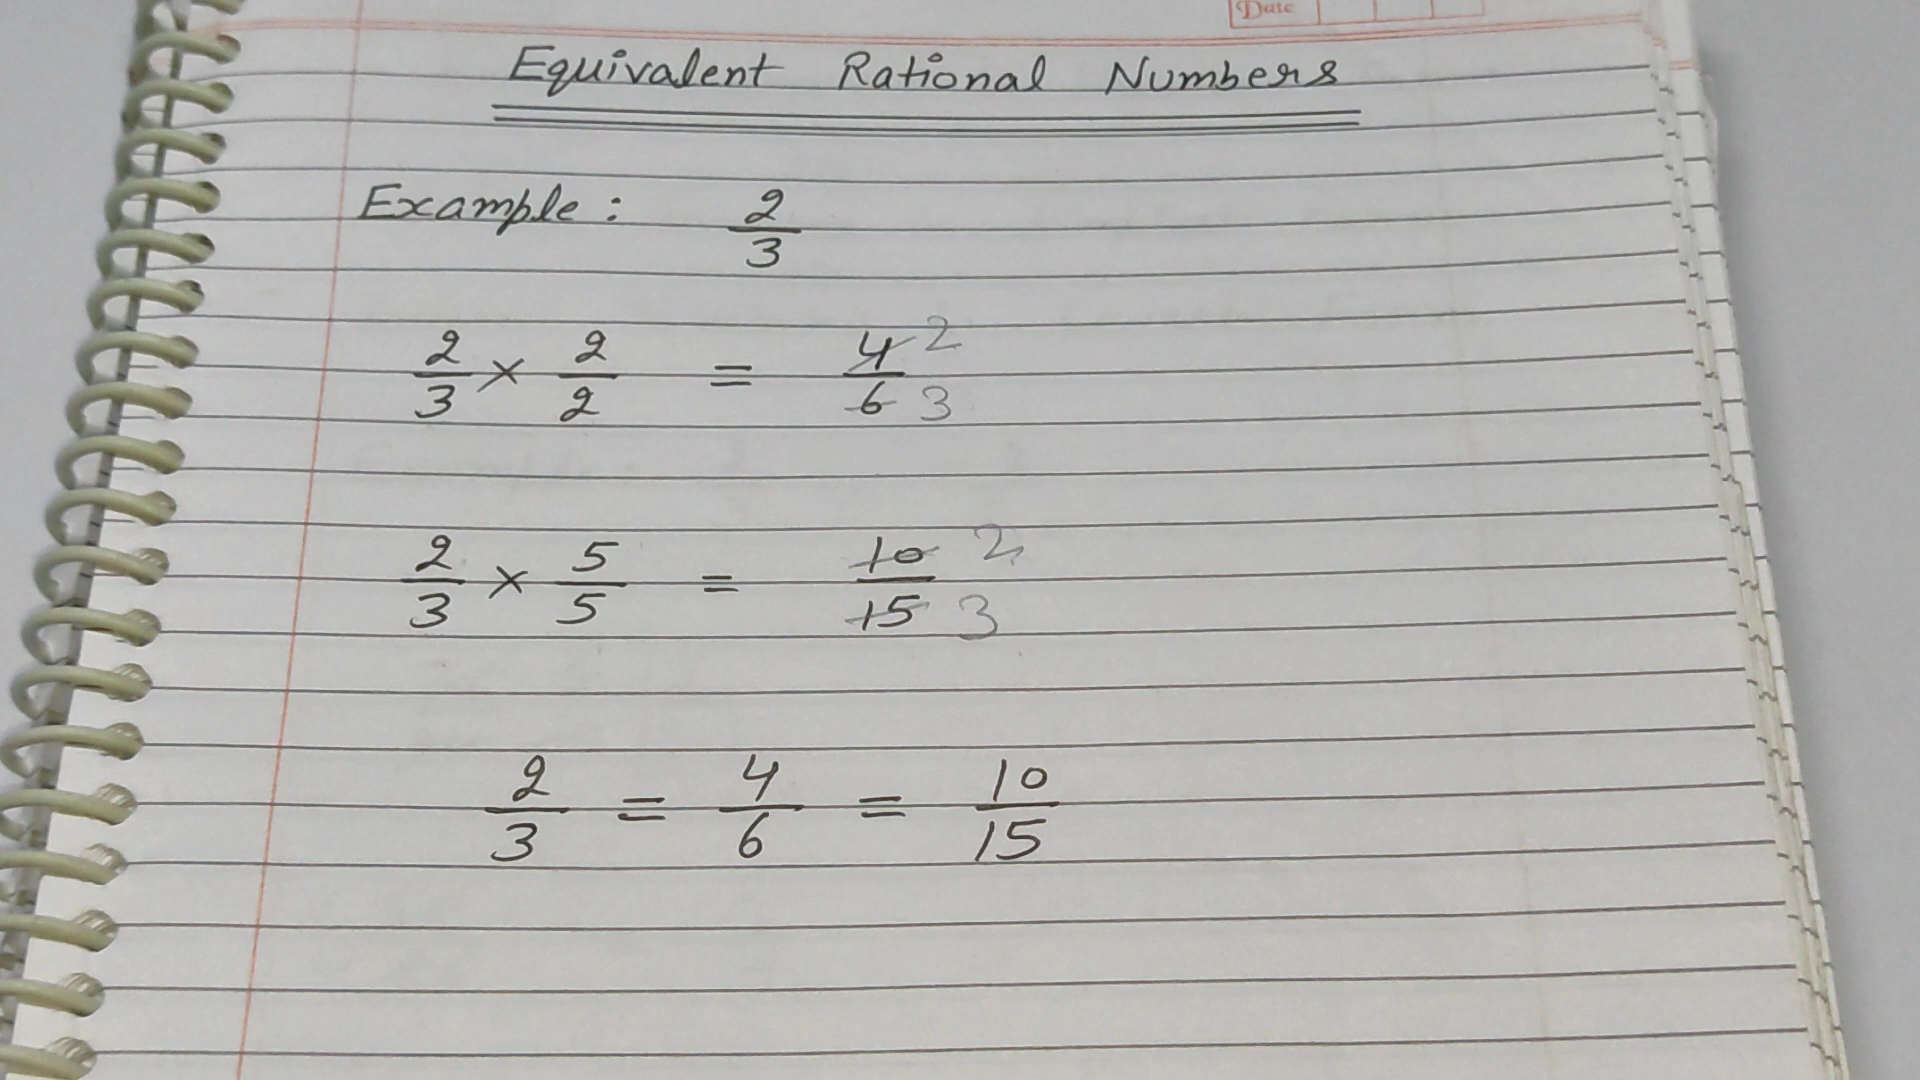 Date
Equivalent Rational Numbers
Example : 2/3
2/3 × 2/2 = 4/6 2/3
2/3 × 5/5 = 10/15 2/3
2/3 = 4/6 = 10/15